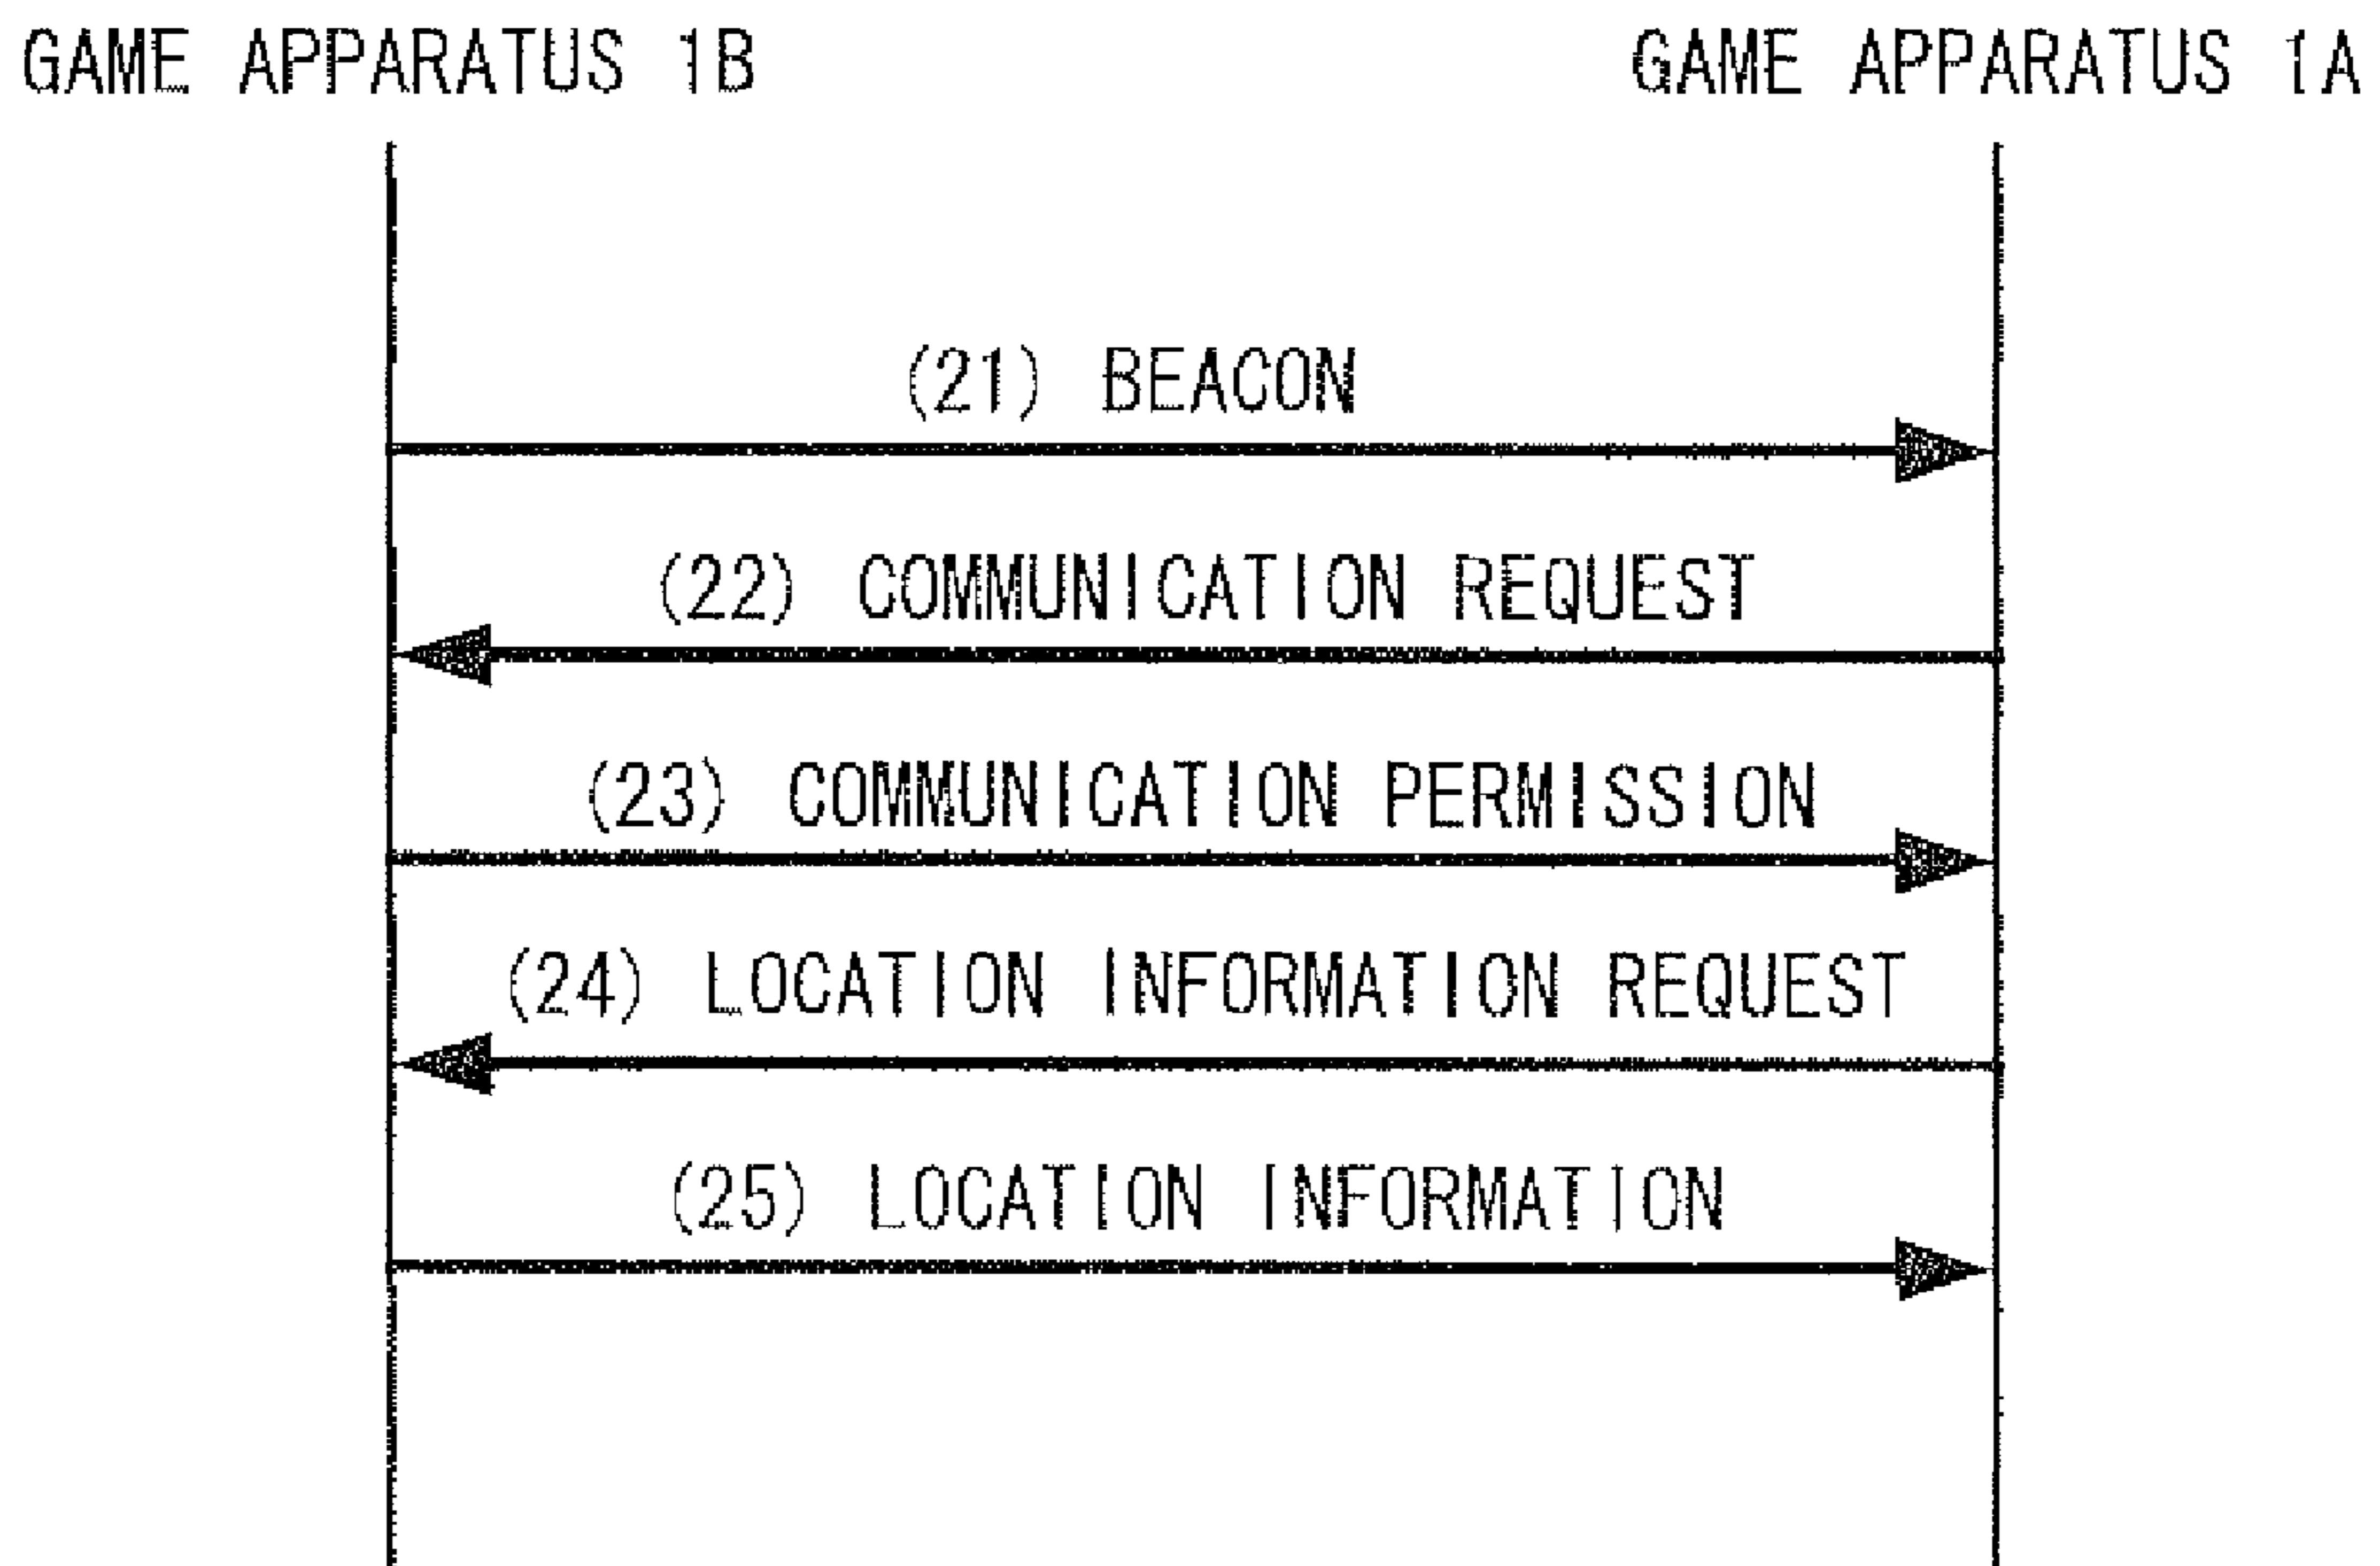 GAME APPARATUS 1B
GAME APPARATUS 1A
(21) BEACON
(22) COMMUNICATION REQUEST
(23) COMMUNICATION PERMISSION
(24) LOCATION INFORMATION REQUEST
(25) LOCATION INFORMATION